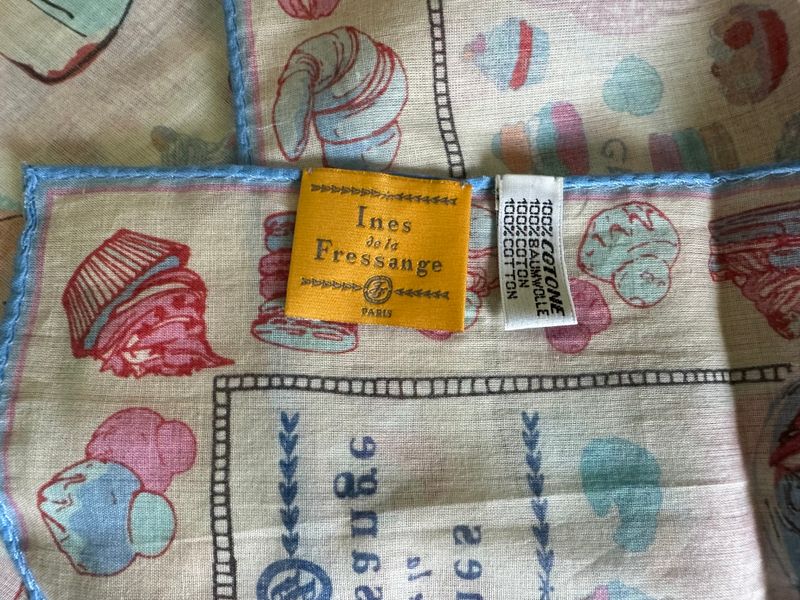 Ines
de la
Fressange
PARIS
100%COTONE
100%BAUMWOLLE
100%COTON
100%COTTON